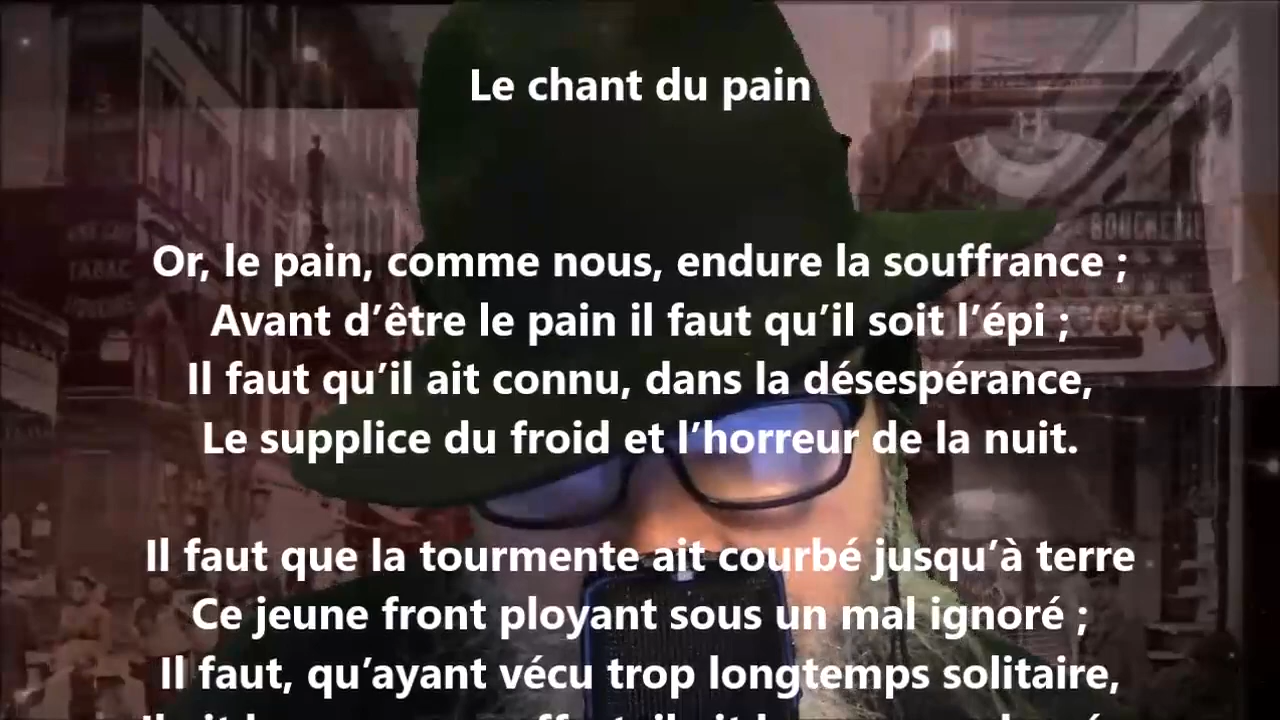 Le chant du pain
Or, le pain, comme nous, endure la souffrance ;
Avant d’être le pain il faut qu’il soit l’épi ;
Il faut qu’il ait connu, dans la désespérance,
Le supplice du froid et l’horreur de la nuit.
Il faut que la tourmente ait courbé jusqu’à terre
Ce jeune front ployant sous un mal ignoré ;
Il faut, qu’ayant vécu trop longtemps solitaire,
BOUCHERIE
TABAC